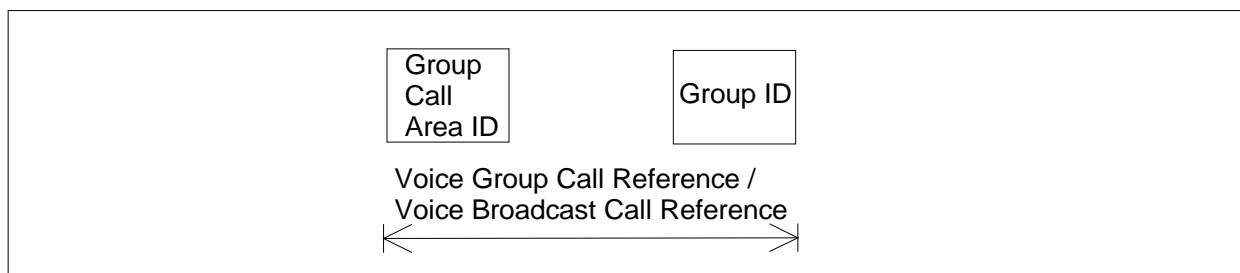 Group
Call
Area ID
Group ID
Voice Group Call Reference /
Voice Broadcast Call Reference